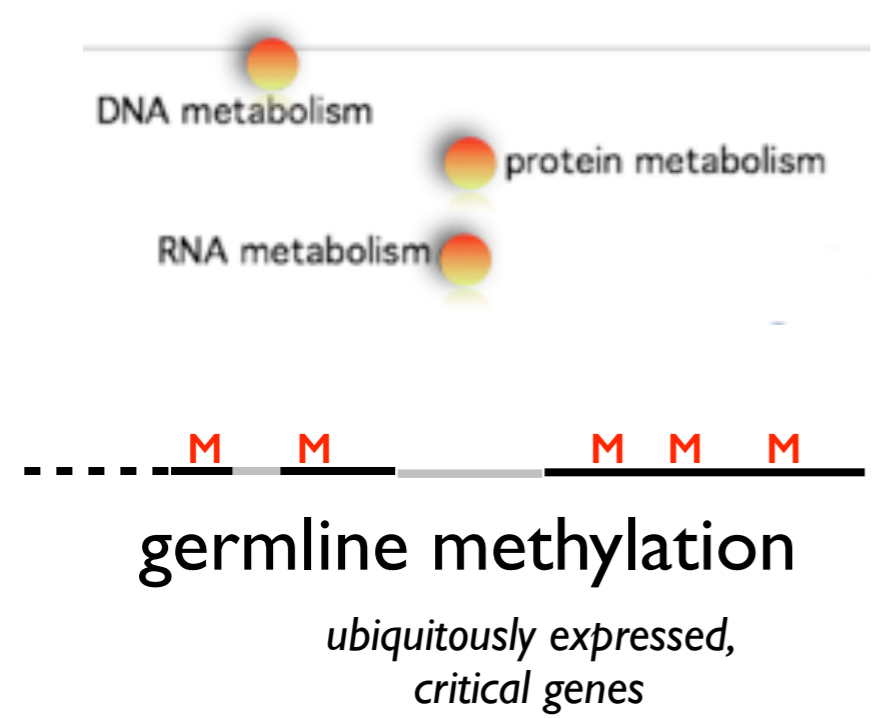 DNA metabolism
protein metabolism
RNA metabolism
M M M M M
germline methylation
ubiquitously expressed,
critical genes